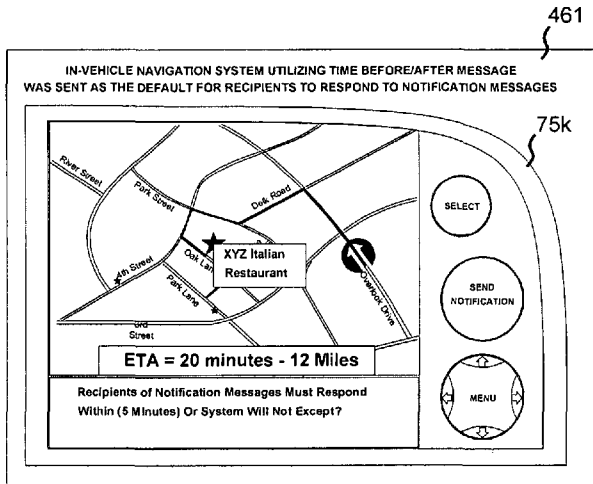 461
IN-VEHICLE NAVIGATION SYSTEM UTILIZING TIME BEFORE/AFTER MESSAGE
WAS SENT AS THE DEFAULT FOR RECIPIENTS TO RESPOND TO NOTIFICATION MESSAGES
75k
River Street
Park Street
Delk Road
SELECT
XYZ Italian
Restaurant
Oak Lane
4th Street
Park Lane
Overlook Drive
SEND
NOTIFICATION
3rd
Street
ETA = 20 minutes - 12 Miles
Recipients of Notification Messages Must Respond
Within (5 Minutes) Or System Will Not Except?
MENU